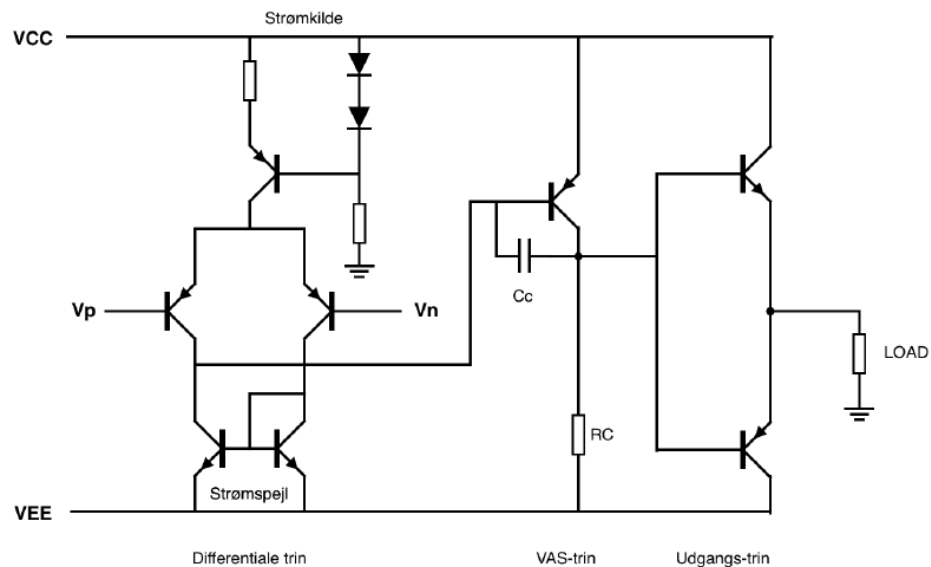 Strømkilde
VCC
Vp
Vn
Cc
LOAD
RC
Strømspejl
VEE
Differentiale trin
VAS-trin
Udgangs-trin